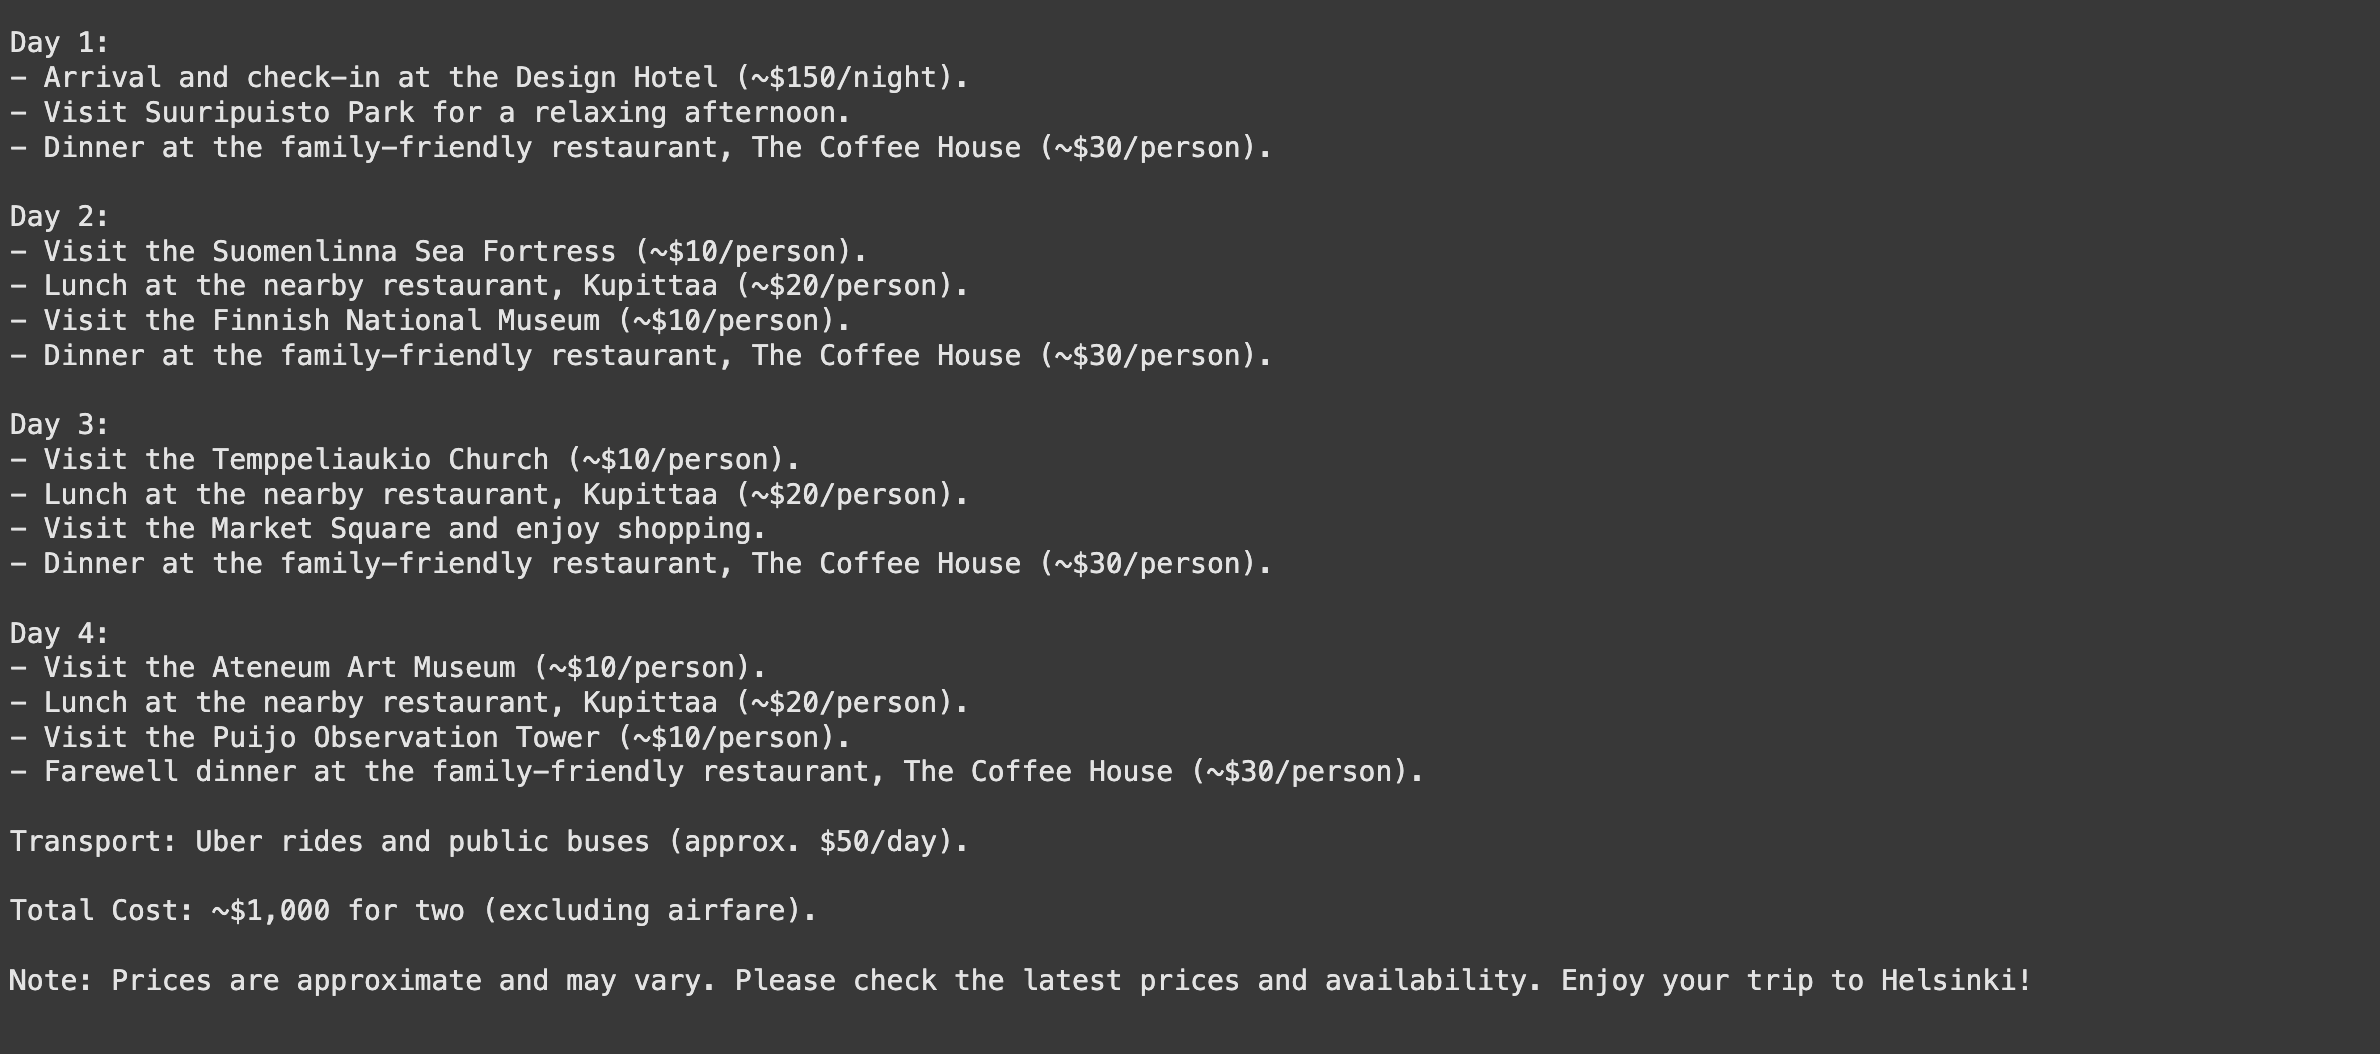 Day 1:
- Arrival and check-in at the Design Hotel (~$150/night).
- Visit Suuripuisto Park for a relaxing afternoon.
- Dinner at the family-friendly restaurant, The Coffee House (~$30/person).
Day 2:
- Visit the Suomenlinna Sea Fortress (~$10/person).
- Lunch at the nearby restaurant, Kupittaa (~$20/person).
- Visit the Finnish National Museum (~$10/person).
- Dinner at the family-friendly restaurant, The Coffee House (~$30/person).
Day 3:
- Visit the Temppeliaukio Church (~$10/person).
- Lunch at the nearby restaurant, Kupittaa (~$20/person).
- Visit the Market Square and enjoy shopping.
- Dinner at the family-friendly restaurant, The Coffee House (~$30/person).
Day 4:
- Visit the Ateneum Art Museum (~$10/person).
- Lunch at the nearby restaurant, Kupittaa (~$20/person).
- Visit the Puijo Observation Tower (~$10/person).
- Farewell dinner at the family-friendly restaurant, The Coffee House (~$30/person).
Transport: Uber rides and public buses (approx. $50/day).
Total Cost: ~$1,000 for two (excluding airfare).
Note: Prices are approximate and may vary. Please check the latest prices and availability. Enjoy your trip to Helsinki!